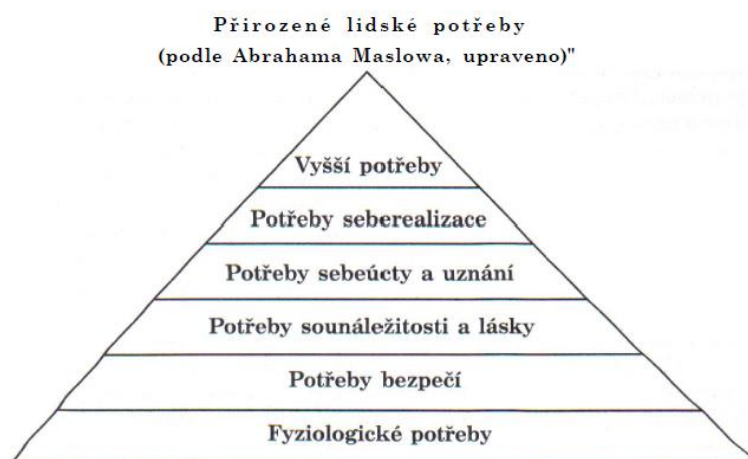 Přirozené lidské potřeby
(podle Abrahama Maslowa, upraveno)"
Vyšší potřeby
Potřeby seberealizace
Potřeby sebeúcty a uznání
Potřeby sounáležitosti a lásky
Potřeby bezpečí
Fyziologické potřeby